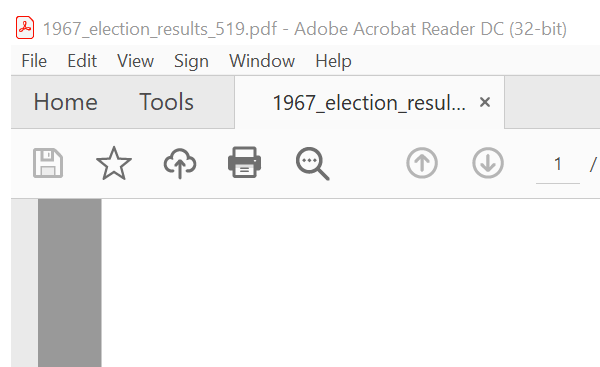 1967_election_results_519.pdf - Adobe Acrobat Reader DC (32-bit)
File Edit View Sign Window Help
Home Tools 1967_election_resul... ×
1 /